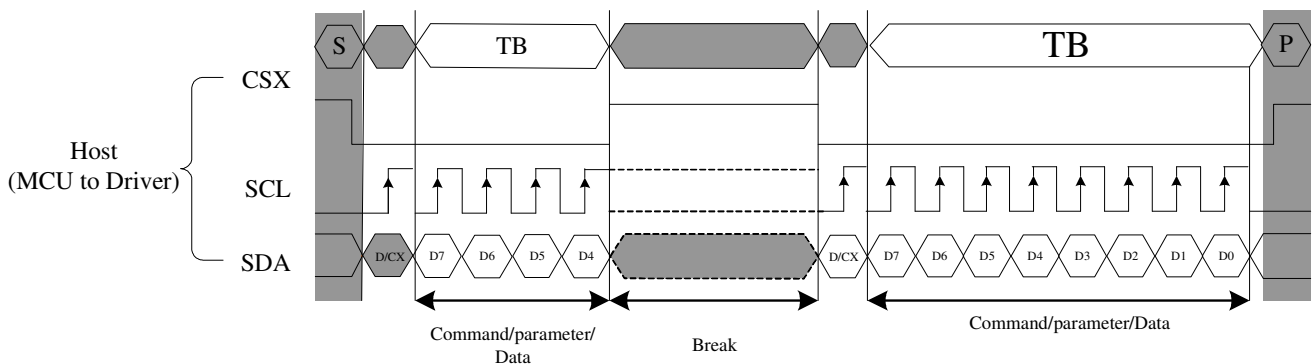 S TB TB P
CSX
Host
(MCU to Driver)
SCL
SDA
D/CX D7 D6 D5 D4 D/CX D7 D6 D5 D4 D3 D2 D1 D0
Command/parameter/
Data
Break
Command/parameter/Data